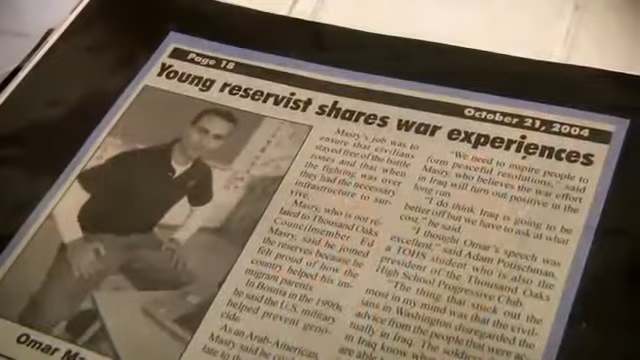 Page 18
October 21, 2004
Young reservist shares war experiences
Masry's job was to
ensure that civilians
stayed free of the battle
zones and that when
the fighting was over
they had the necessary
infrastructure to sur-
vive.
Masry, who is not re-
lated to Thousand Oaks
Councilmember Ed
Masry, said he joined
the reserves because he
felt proud of how the
country helped his im-
migrant parents
In Bosnia in the 1990s,
he said the U.S. military
helped prevent geno-
cide.
As an Arab-American,
Masry said he
fate to
"We need to inspire people to
form peaceful resolutions," said
Masry, who believes the war effort
in Iraq will turn out positive in the
long run.
"I do think Iraq is going to be
better off but we have to ask at what
cost," he said.
"I thought Omar's speech was
excellent," said Adam Potischman,
a TOHS student who is also the
president of the Thousand Oaks
High School Progressive Club.
"The thing that stuck out the
most in my mind was that the civil-
ians in Washington disregarded the
advice from the people that were ac-
tually in Iraq. The soldiers
in Iraq know
are able
Omar